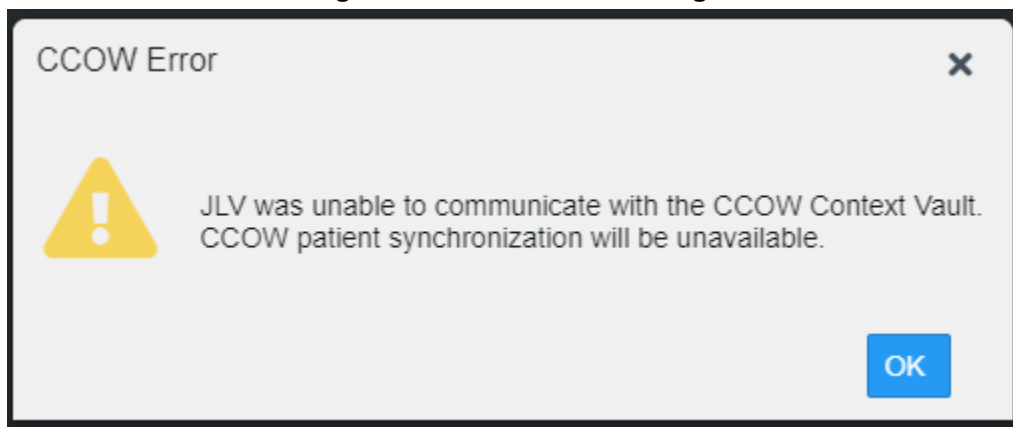 CCOW Error
JLV was unable to communicate with the CCOW Context Vault.
CCOW patient synchronization will be unavailable.
OK